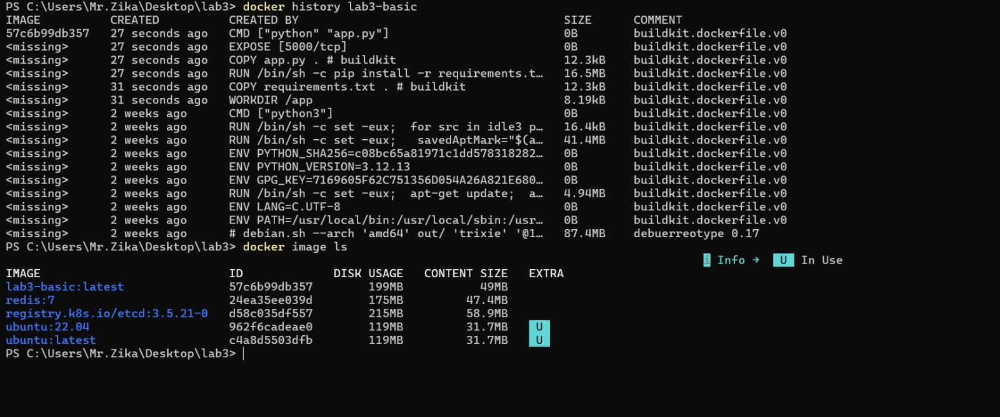 PS C:\Users\Mr.Zika\Desktop\lab3> docker history lab3-basic
IMAGE CREATED CREATED BY SIZE COMMENT
57c6b99db357 27 seconds ago CMD ["python" "app.py"] 0B buildkit.dockerfile.v0
<missing> 27 seconds ago EXPOSE [5000/tcp] 0B buildkit.dockerfile.v0
<missing> 27 seconds ago COPY app.py . # buildkit 12.3kB buildkit.dockerfile.v0
<missing> 27 seconds ago RUN /bin/sh -c pip install -r requirements.t… 16.5MB buildkit.dockerfile.v0
<missing> 31 seconds ago COPY requirements.txt . # buildkit 12.3kB buildkit.dockerfile.v0
<missing> 31 seconds ago WORKDIR /app 8.19kB buildkit.dockerfile.v0
<missing> 2 weeks ago CMD ["python3"] 0B buildkit.dockerfile.v0
<missing> 2 weeks ago RUN /bin/sh -c set -eux; for src in idle3 p… 16.4kB buildkit.dockerfile.v0
<missing> 2 weeks ago RUN /bin/sh -c set -eux; savedAptMark="$(a… 41.4MB buildkit.dockerfile.v0
<missing> 2 weeks ago ENV PYTHON_SHA256=c08bc65a81971c1dd578318282… 0B buildkit.dockerfile.v0
<missing> 2 weeks ago ENV PYTHON_VERSION=3.12.13 0B buildkit.dockerfile.v0
<missing> 2 weeks ago ENV GPG_KEY=7169605F62C751356D054A26A821E680… 0B buildkit.dockerfile.v0
<missing> 2 weeks ago RUN /bin/sh -c set -eux; apt-get update; a… 4.94MB buildkit.dockerfile.v0
<missing> 2 weeks ago ENV LANG=C.UTF-8 0B buildkit.dockerfile.v0
<missing> 2 weeks ago ENV PATH=/usr/local/bin:/usr/local/sbin:/usr… 0B buildkit.dockerfile.v0
<missing> 2 weeks ago # debian.sh --arch 'amd64' out/ 'trixie' '@1… 87.4MB debuerreotype 0.17
PS C:\Users\Mr.Zika\Desktop\lab3> docker image ls
i Info → U In Use
IMAGE ID DISK USAGE CONTENT SIZE EXTRA
lab3-basic:latest 57c6b99db357 199MB 49MB
redis:7 24ea35ee039d 175MB 47.4MB
registry.k8s.io/etcd:3.5.21-0 d58c035df557 215MB 58.9MB
ubuntu:22.04 962f6cadeae0 119MB 31.7MB U
ubuntu:latest c4a8d5503dfb 119MB 31.7MB U
PS C:\Users\Mr.Zika\Desktop\lab3>